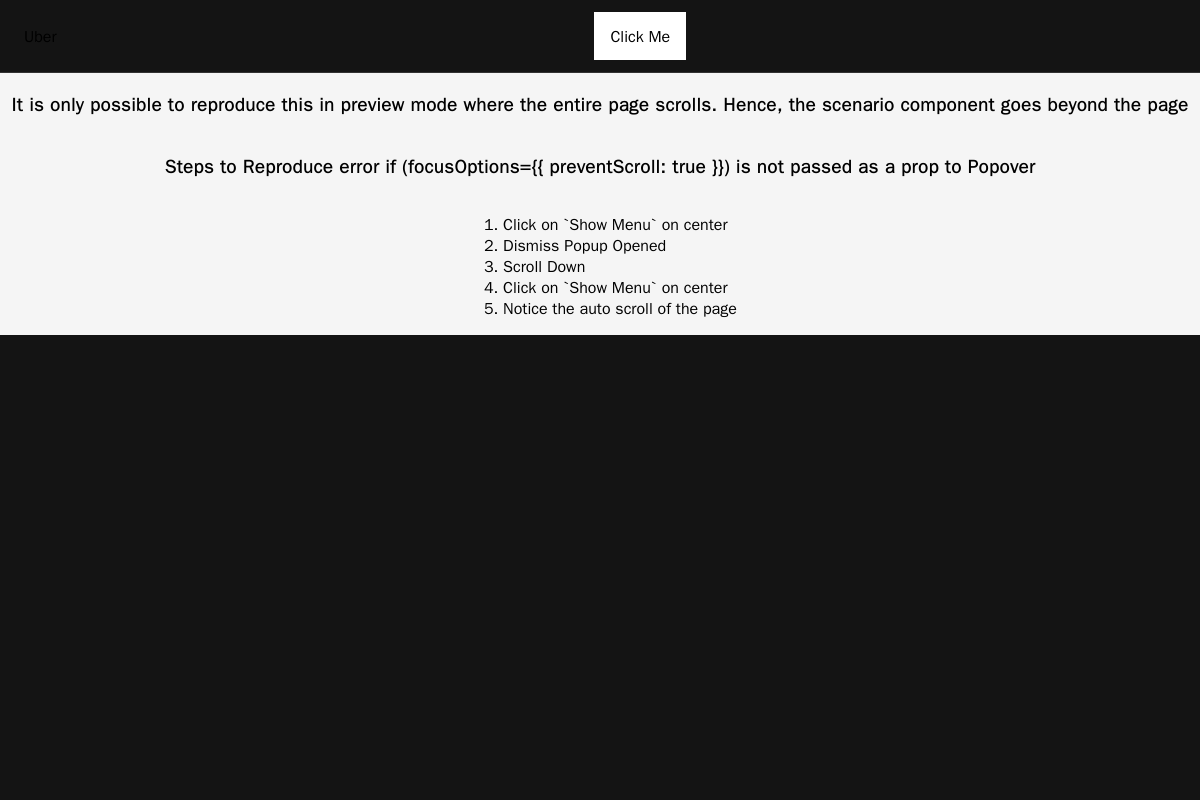 Uber
Click Me
It is only possible to reproduce this in preview mode where the entire page scrolls. Hence, the scenario component goes beyond the page
Steps to Reproduce error if (focusOptions={{ preventScroll: true }}) is not passed as a prop to Popover
1. Click on `Show Menu` on center
2. Dismiss Popup Opened
3. Scroll Down
4. Click on `Show Menu` on center
5. Notice the auto scroll of the page